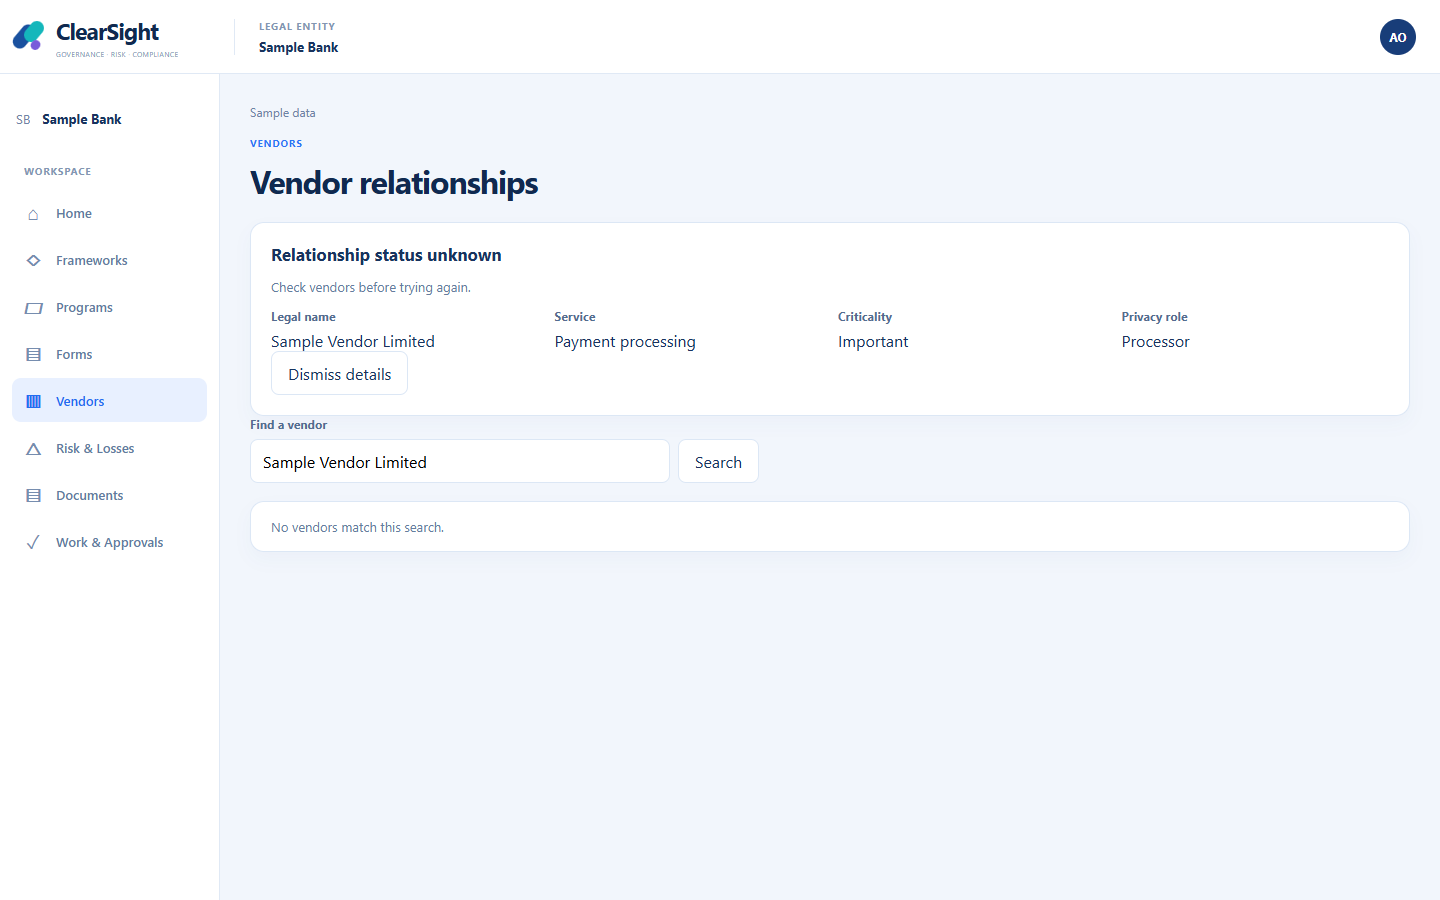 ClearSight
GOVERNANCE · RISK · COMPLIANCE
LEGAL ENTITY
Sample Bank
AO
SB Sample Bank
WORKSPACE
Home
Frameworks
Programs
Forms
Vendors
Risk & Losses
Documents
Work & Approvals
Sample data
VENDORS
Vendor relationships
Relationship status unknown
Check vendors before trying again.
Legal name Service Criticality Privacy role
Sample Vendor Limited Payment processing Important Processor
Dismiss details
Find a vendor
Sample Vendor Limited Search
No vendors match this search.